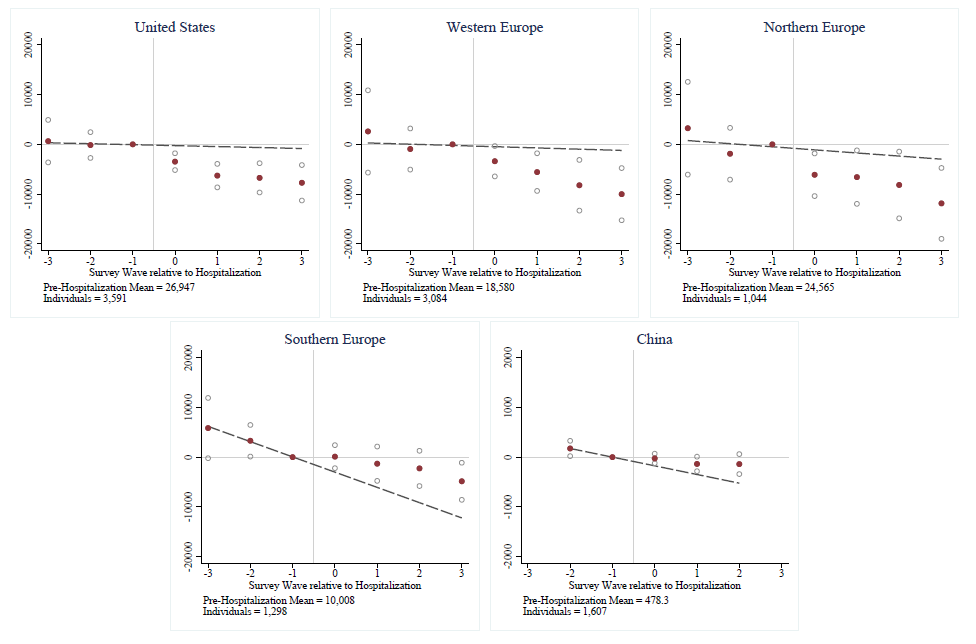 United States
20000
10000
0
-10000
-20000
-3 -2 -1 0 1 2 3
Survey Wave relative to Hospitalization
Pre-Hospitalization Mean = 26,947
Individuals = 3,591
Western Europe
20000
10000
0
-10000
-20000
-3 -2 -1 0 1 2 3
Survey Wave relative to Hospitalization
Pre-Hospitalization Mean = 18,580
Individuals = 3,084
Northern Europe
20000
10000
0
-10000
-20000
-3 -2 -1 0 1 2 3
Survey Wave relative to Hospitalization
Pre-Hospitalization Mean = 24,565
Individuals = 1,044
Southern Europe
20000
10000
0
-10000
-20000
-3 -2 -1 0 1 2 3
Survey Wave relative to Hospitalization
Pre-Hospitalization Mean = 10,008
Individuals = 1,298
China
2000
1000
0
-1000
-2000
-3 -2 -1 0 1 2 3
Survey Wave relative to Hospitalization
Pre-Hospitalization Mean = 478.3
Individuals = 1,607